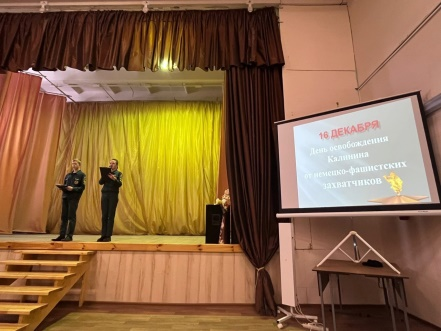 16 ДЕКАБРЯ
День освобождения
Калинина
от немецко-фашистских
захватчиков